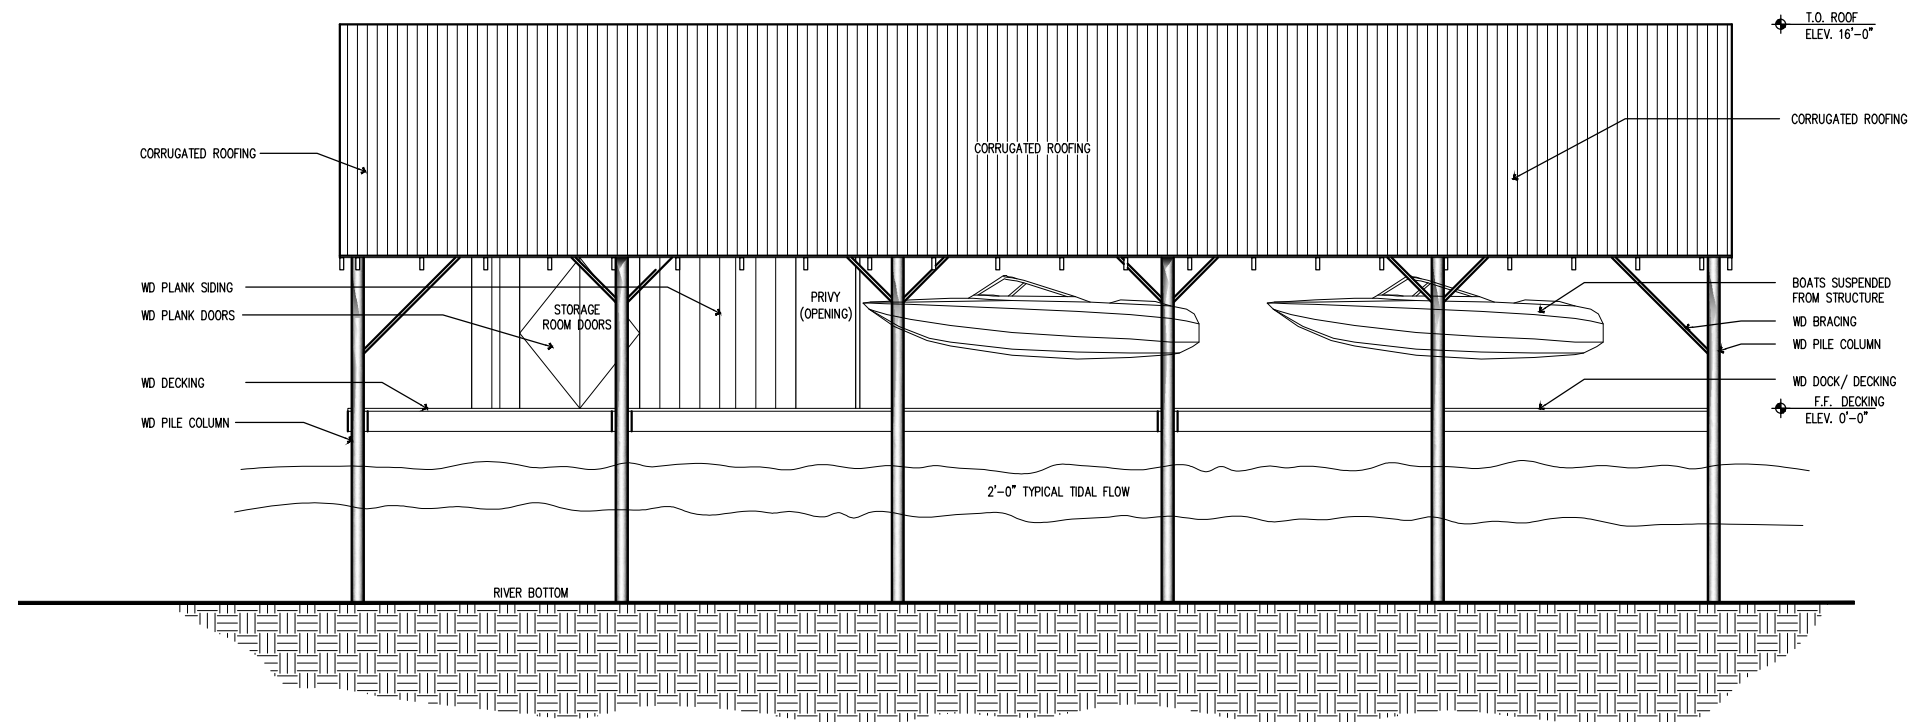 T.O. ROOF
ELEV. 16'-0"
CORRUGATED ROOFING
CORRUGATED ROOFING
CORRUGATED ROOFING
WD PLANK SIDING
WD PLANK DOORS
WD DECKING
WD PILE COLUMN
STORAGE
ROOM DOORS
PRIVY
(OPENING)
BOATS SUSPENDED
FROM STRUCTURE
WD BRACING
WD PILE COLUMN
WD DOCK/ DECKING
F.F. DECKING
ELEV. 0'-0"
2'-0" TYPICAL TIDAL FLOW
RIVER BOTTOM